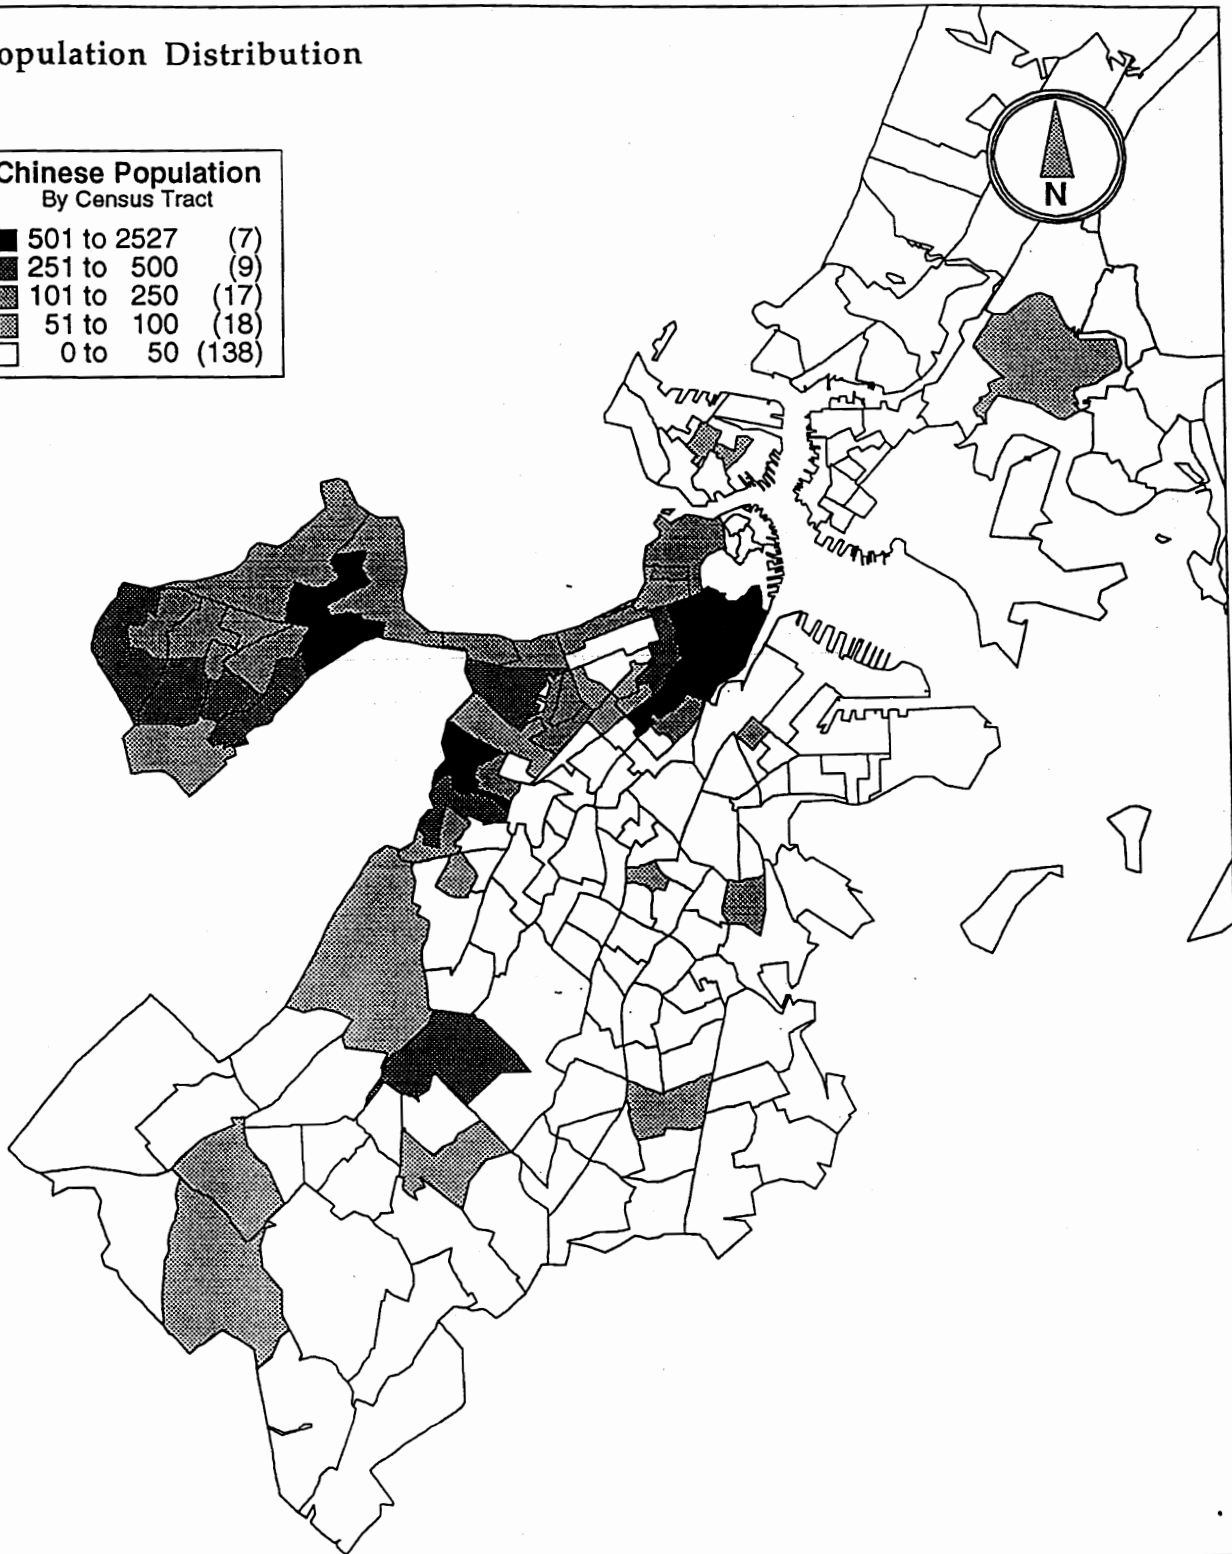 opulation Distribution
Chinese Population
By Census Tract
501 to 2527 (7)
251 to 500 (9)
101 to 250 (17)
51 to 100 (18)
0 to 50 (138)
N